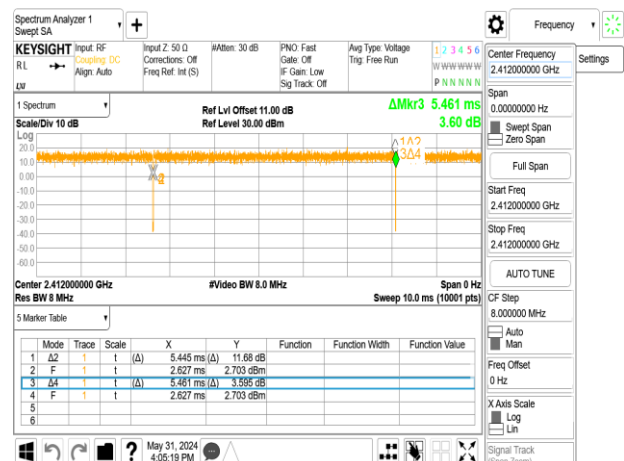 Spectrum Analyzer 1
Swept SA
Frequency
KEYSIGHT Input: RF Input Z: 50 Ω #Atten: 30 dB PNO: Fast Avg Type: Voltage 1 2 3 4 5 6
RL Coupling: DC Corrections: Off Gate: Off Trig: Free Run
Align: Auto Freq Ref: Int (S) IF Gain: Low W W W W W W
Sig Track: Off P N N N N N
LXI
Settings
Center Frequency
2.412000000 GHz
Span
0.00000000 Hz
Swept Span
Zero Span
Full Span
Start Freq
2.412000000 GHz
Stop Freq
2.412000000 GHz
AUTO TUNE
CF Step
8.000000 MHz
Auto
Man
Freq Offset
0 Hz
X Axis Scale
Log
Lin
Signal Track
1 Spectrum Ref Lvl Offset 11.00 dB ΔMkr3 5.461 ms
Scale/Div 10 dB Ref Level 30.00 dBm 3.60 dB
Log
1Δ2
3Δ4
20.0
10.0
0.00
-10.0
-20.0
-30.0
-40.0
-50.0
-60.0
Center 2.412000000 GHz #Video BW 8.0 MHz Span 0 Hz
Res BW 8 MHz Sweep 10.0 ms (10001 pts)
5 Marker Table
Mode Trace Scale X Y Function Function Width Function Value
1 Δ2 1 t (Δ) 5.445 ms (Δ) 11.68 dB
2 F 1 t 2.627 ms 2.703 dBm
3 Δ4 1 t (Δ) 5.461 ms (Δ) 3.595 dB
4 F 1 t 2.627 ms 2.703 dBm
5
6
? May 31, 2024
4:05:19 PM